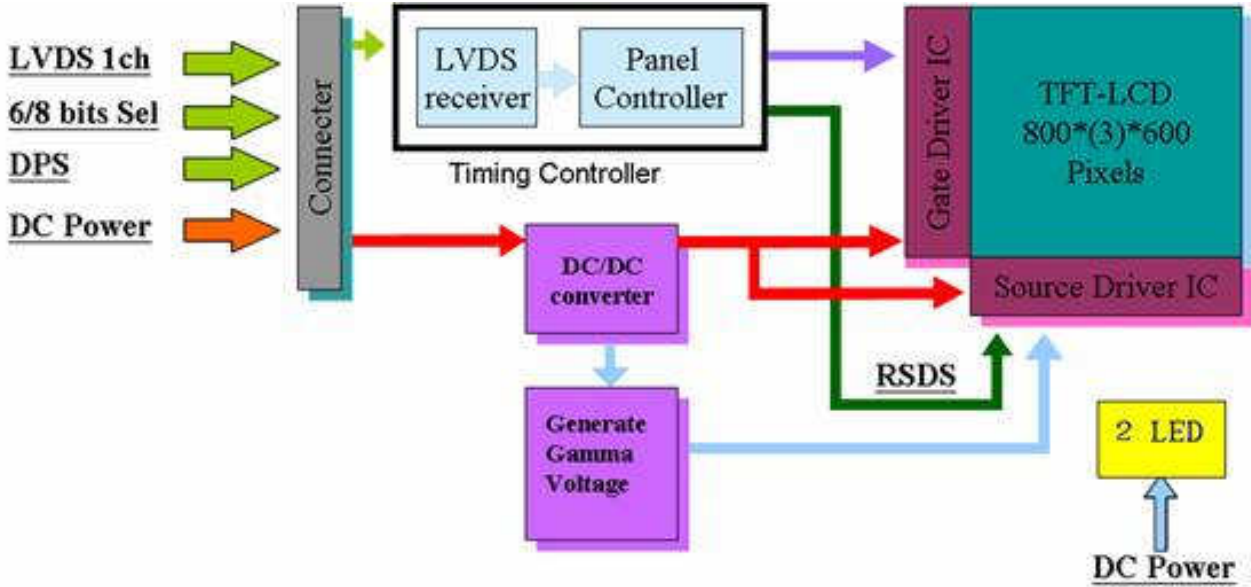 LVDS 1ch
6/8 bits Sel
DPS
DC Power
Connecter
LVDS
receiver
Panel
Controller
Timing Controller
DC/DC
converter
Generate
Gamma
Voltage
Gate Driver IC
TFT-LCD
800*(3)*600
Pixels
Source Driver IC
RSDS
2 LED
DC Power